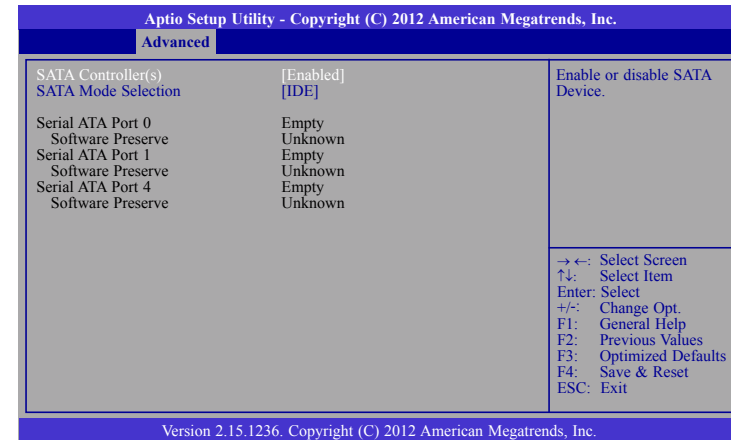 Aptio Setup Utility - Copyright (C) 2012 American Megatrends, Inc.
Advanced
SATA Controller(s) [Enabled]
SATA Mode Selection [IDE]
Serial ATA Port 0 Empty
Software Preserve Unknown
Serial ATA Port 1 Empty
Software Preserve Unknown
Serial ATA Port 4 Empty
Software Preserve Unknown
Enable or disable SATA
Device.
→ ←: Select Screen
↑↓: Select Item
Enter: Select
+/-: Change Opt.
F1: General Help
F2: Previous Values
F3: Optimized Defaults
F4: Save & Reset
ESC: Exit
Version 2.15.1236. Copyright (C) 2012 American Megatrends, Inc.